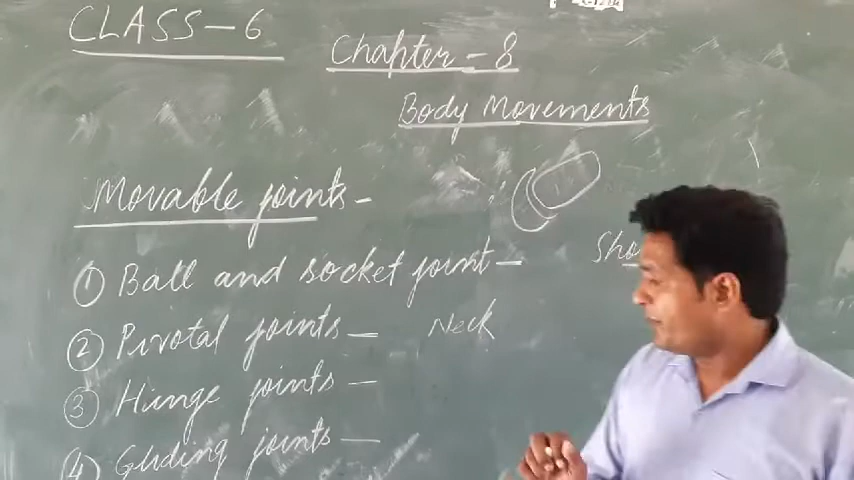 CLASS - 6
Chapter - 8
Body Movements
Movable joints -
① Ball and socket joint -
② Pivotal joints - Neck
③ Hinge joints -
④ Gliding joints -